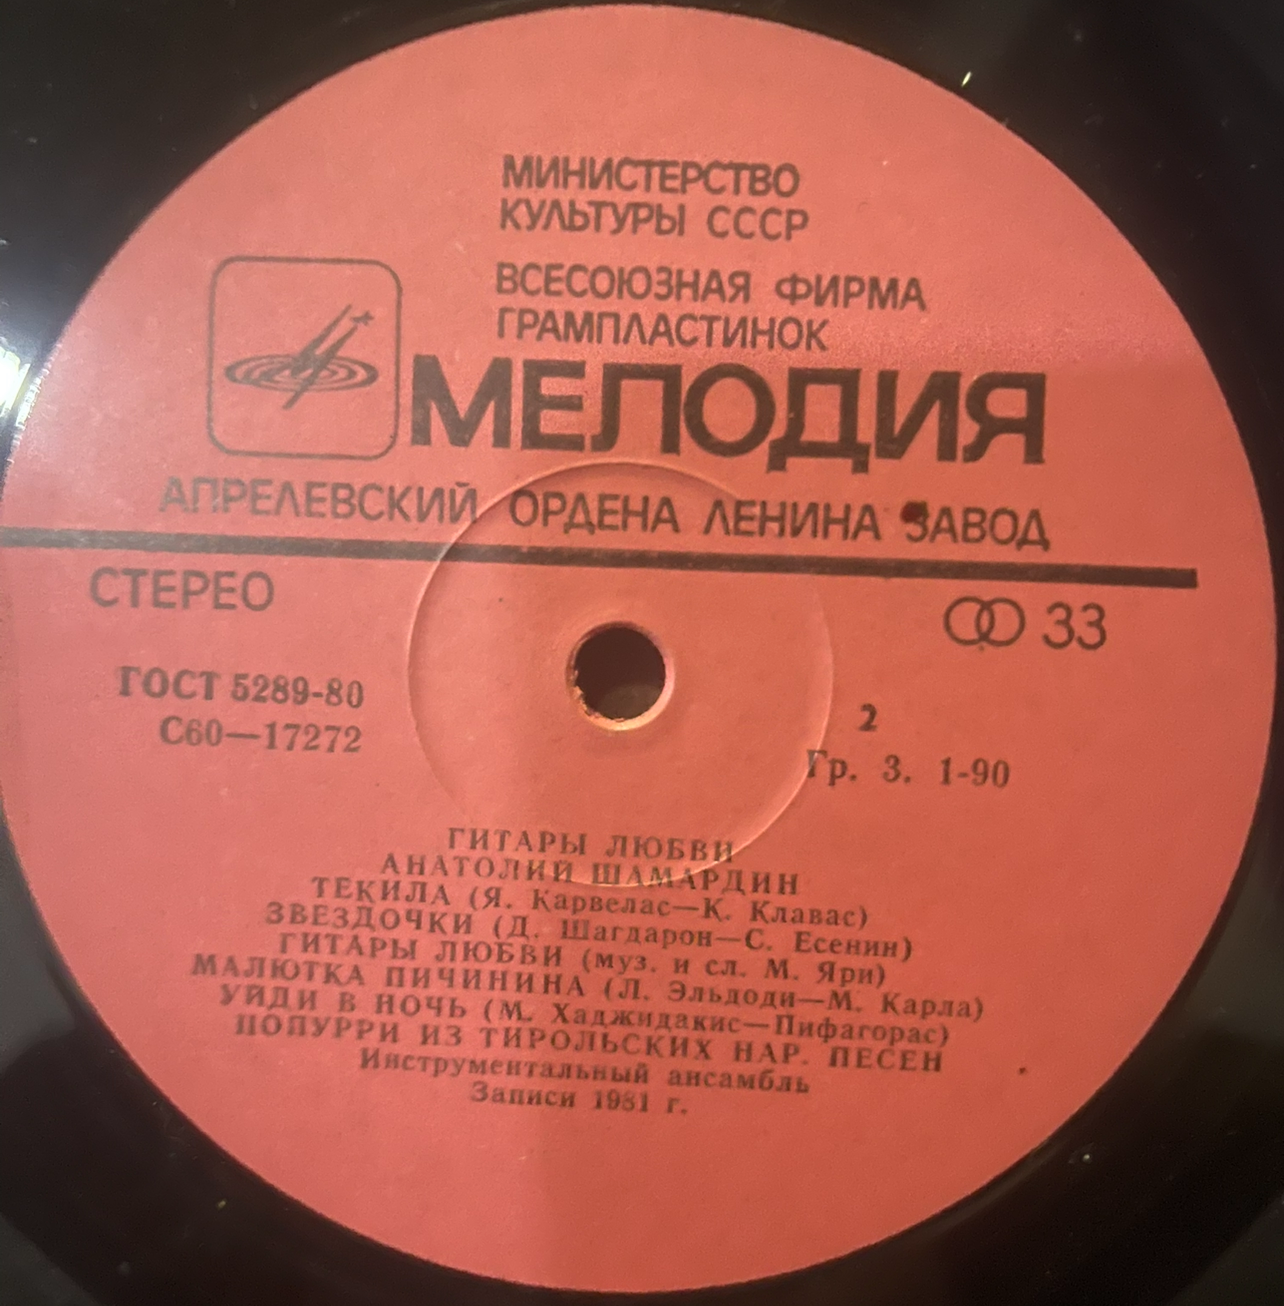 МИНИСТЕРСТВО
КУЛЬТУРЫ СССР
ВСЕСОЮЗНАЯ ФИРМА
ГРАМПЛАСТИНОК
МЕЛОДИЯ
АПРЕЛЕВСКИЙ ОРДЕНА ЛЕНИНА ЗАВОД
СТЕРЕО
33
ГОСТ 5289-80
С60—17272
2
Гр. 3. 1-90
ГИТАРЫ ЛЮБВИ
АНАТОЛИЙ ШАМАРДИН
ТЕКИЛА (Я. Карвелас—К. Клавас)
ЗВЕЗДОЧКИ (Д. Шагдарон—С. Есенин)
ГИТАРЫ ЛЮБВИ (муз. и сл. М. Яри)
МАЛЮТКА ПИЧИНИНА (Л. Эльдоди—М. Карла)
УЙДИ В НОЧЬ (М. Хаджидакис—Пифагорас)
ПОПУРРИ ИЗ ТИРОЛЬСКИХ НАР. ПЕСЕН
Инструментальный ансамбль
Записи 1981 г.